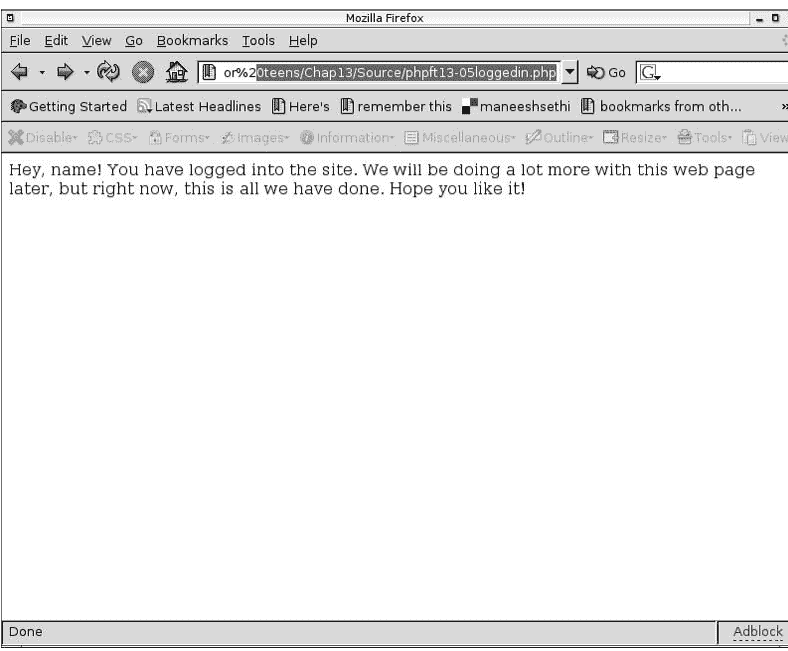 Mozilla Firefox
File Edit View Go Bookmarks Tools Help
or%20teens/Chap13/Source/phpft13-05loggedin.php Go G
Getting Started Latest Headlines Here's remember this maneeshsethi bookmarks from oth... »
Disable CSS Forms Images Information Miscellaneous Outline Resize Tools View
Hey, name! You have logged into the site. We will be doing a lot more with this web page
later, but right now, this is all we have done. Hope you like it!
Done Adblock